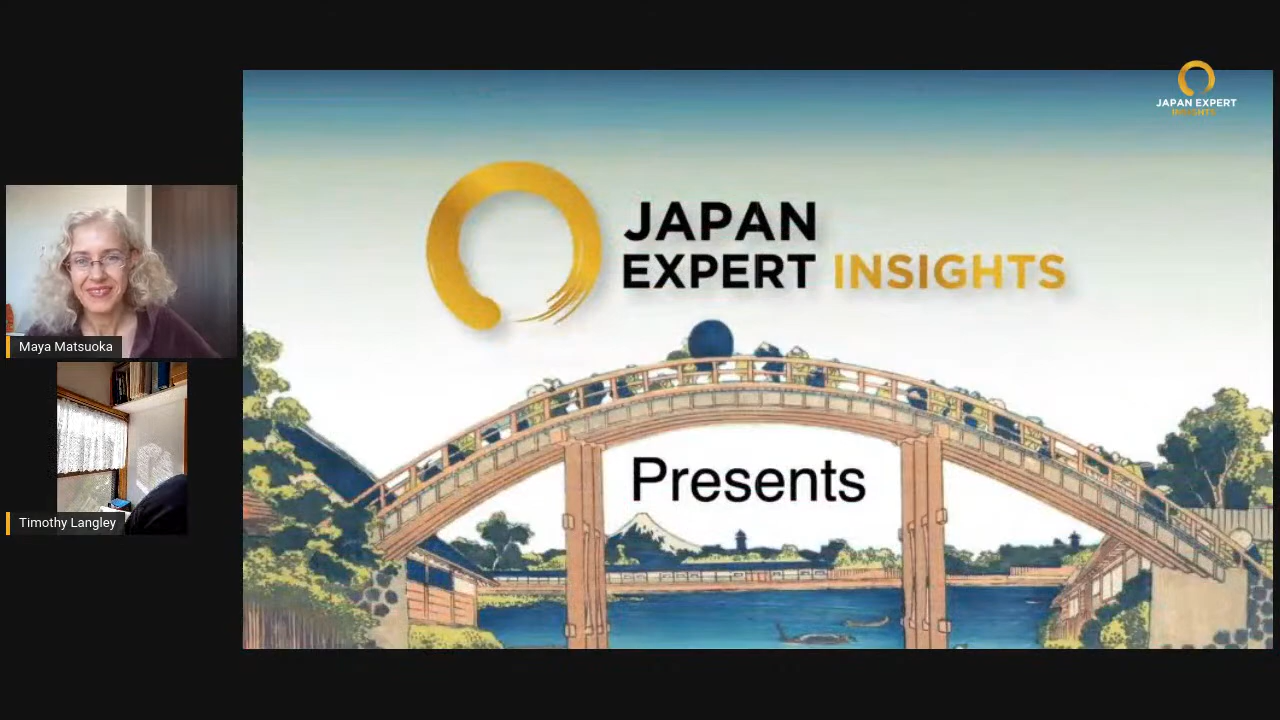 JAPAN EXPERT
INSIGHTS
JAPAN
EXPERT INSIGHTS
Maya Matsuoka
Presents
Timothy Langley